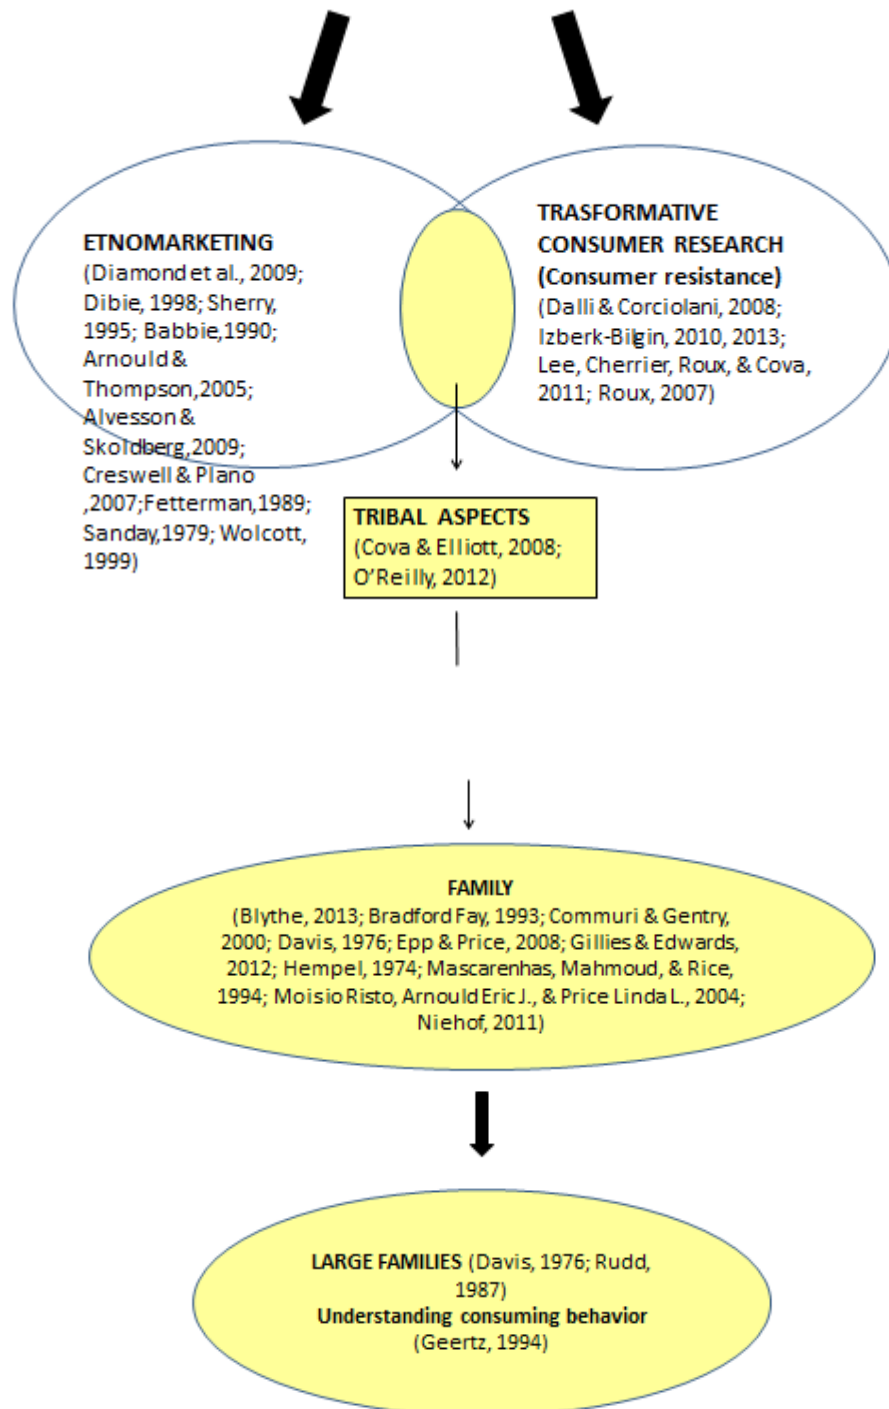 ETNOMARKETING
(Diamond et al., 2009;
Dibie, 1998; Sherry,
1995; Babbie,1990;
Arnould &
Thompson,2005;
Alvesson &
Skoldberg,2009;
Creswell & Plano
,2007;Fetterman,1989;
Sanday,1979; Wolcott,
1999)
TRASFORMATIVE
CONSUMER RESEARCH
(Consumer resistance)
(Dalli & Corciolani, 2008;
Izberk-Bilgin, 2010, 2013;
Lee, Cherrier, Roux, & Cova,
2011; Roux, 2007)
TRIBAL ASPECTS
(Cova & Elliott, 2008;
O’Reilly, 2012)
FAMILY
(Blythe, 2013; Bradford Fay, 1993; Commuri & Gentry,
2000; Davis, 1976; Epp & Price, 2008; Gillies & Edwards,
2012; Hempel, 1974; Mascarenhas, Mahmoud, & Rice,
1994; Moisio Risto, Arnould Eric J., & Price Linda L., 2004;
Niehof, 2011)
LARGE FAMILIES (Davis, 1976; Rudd,
1987)
Understanding consuming behavior
(Geertz, 1994)